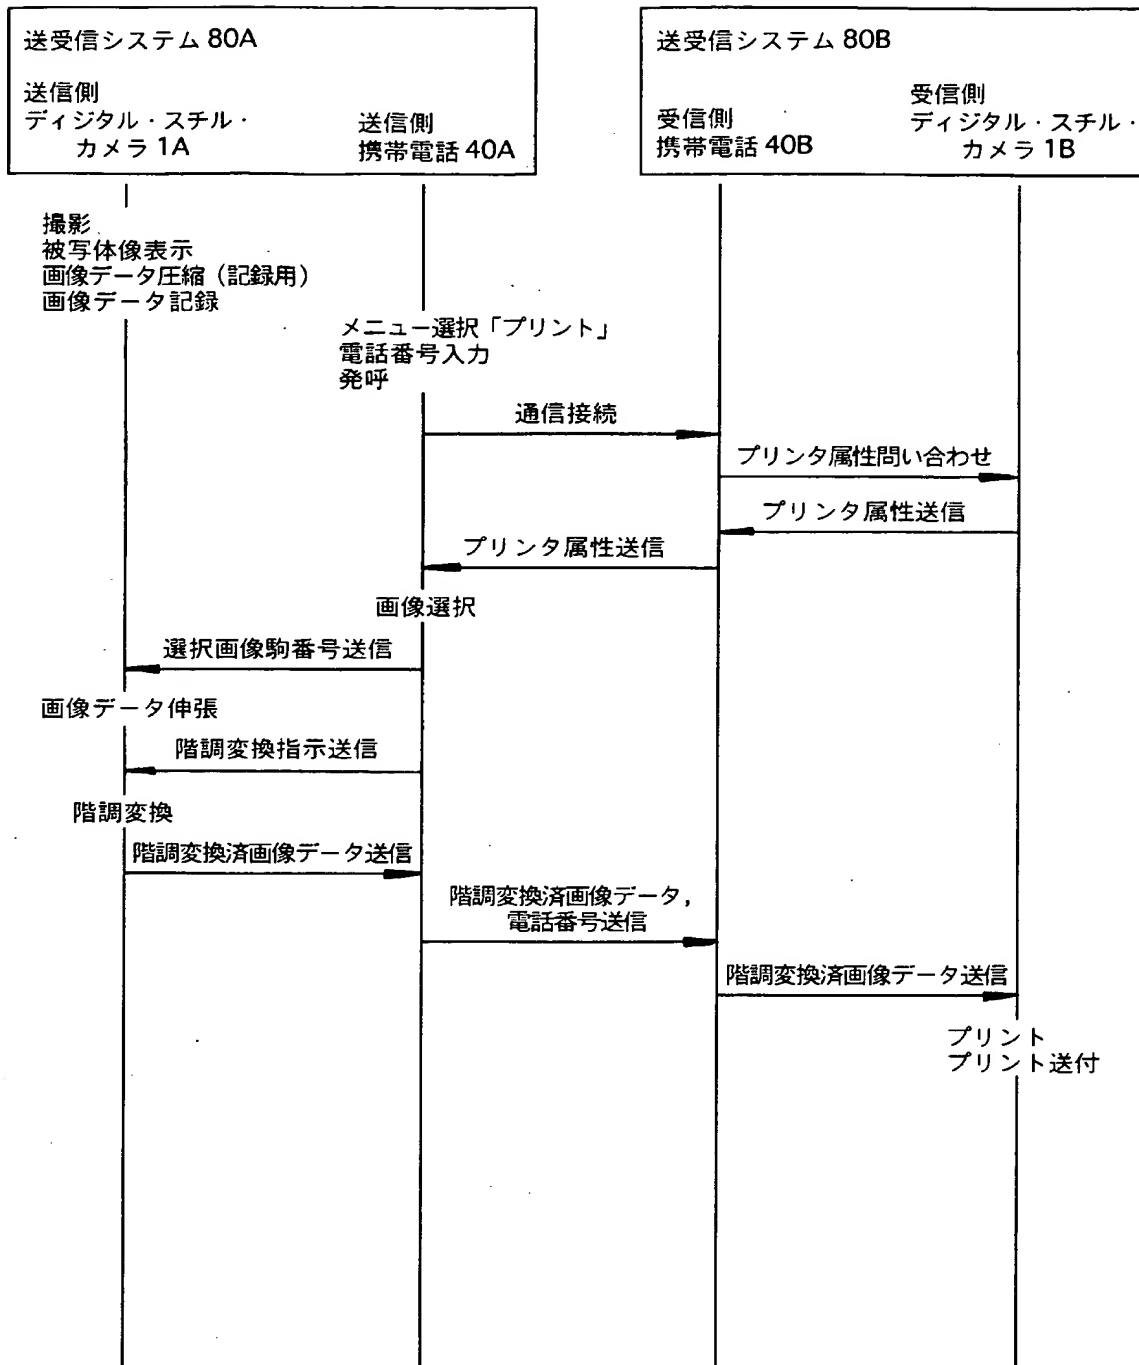 送受信システム 80A
送信側
ディジタル・スチル・
カメラ 1A
送信側
携帯電話 40A
送受信システム 80B
受信側
携帯電話 40B
受信側
ディジタル・スチル・
カメラ 1B
撮影
被写体像表示
画像データ圧縮（記録用）
画像データ記録
メニュー選択「プリント」
電話番号入力
発呼
通信接続
プリンタ属性問い合わせ
プリンタ属性送信
プリンタ属性送信
画像選択
選択画像駒番号送信
画像データ伸張
階調変換指示送信
階調変換
階調変換済画像データ送信
階調変換済画像データ，
電話番号送信
階調変換済画像データ送信
プリント
プリント送付